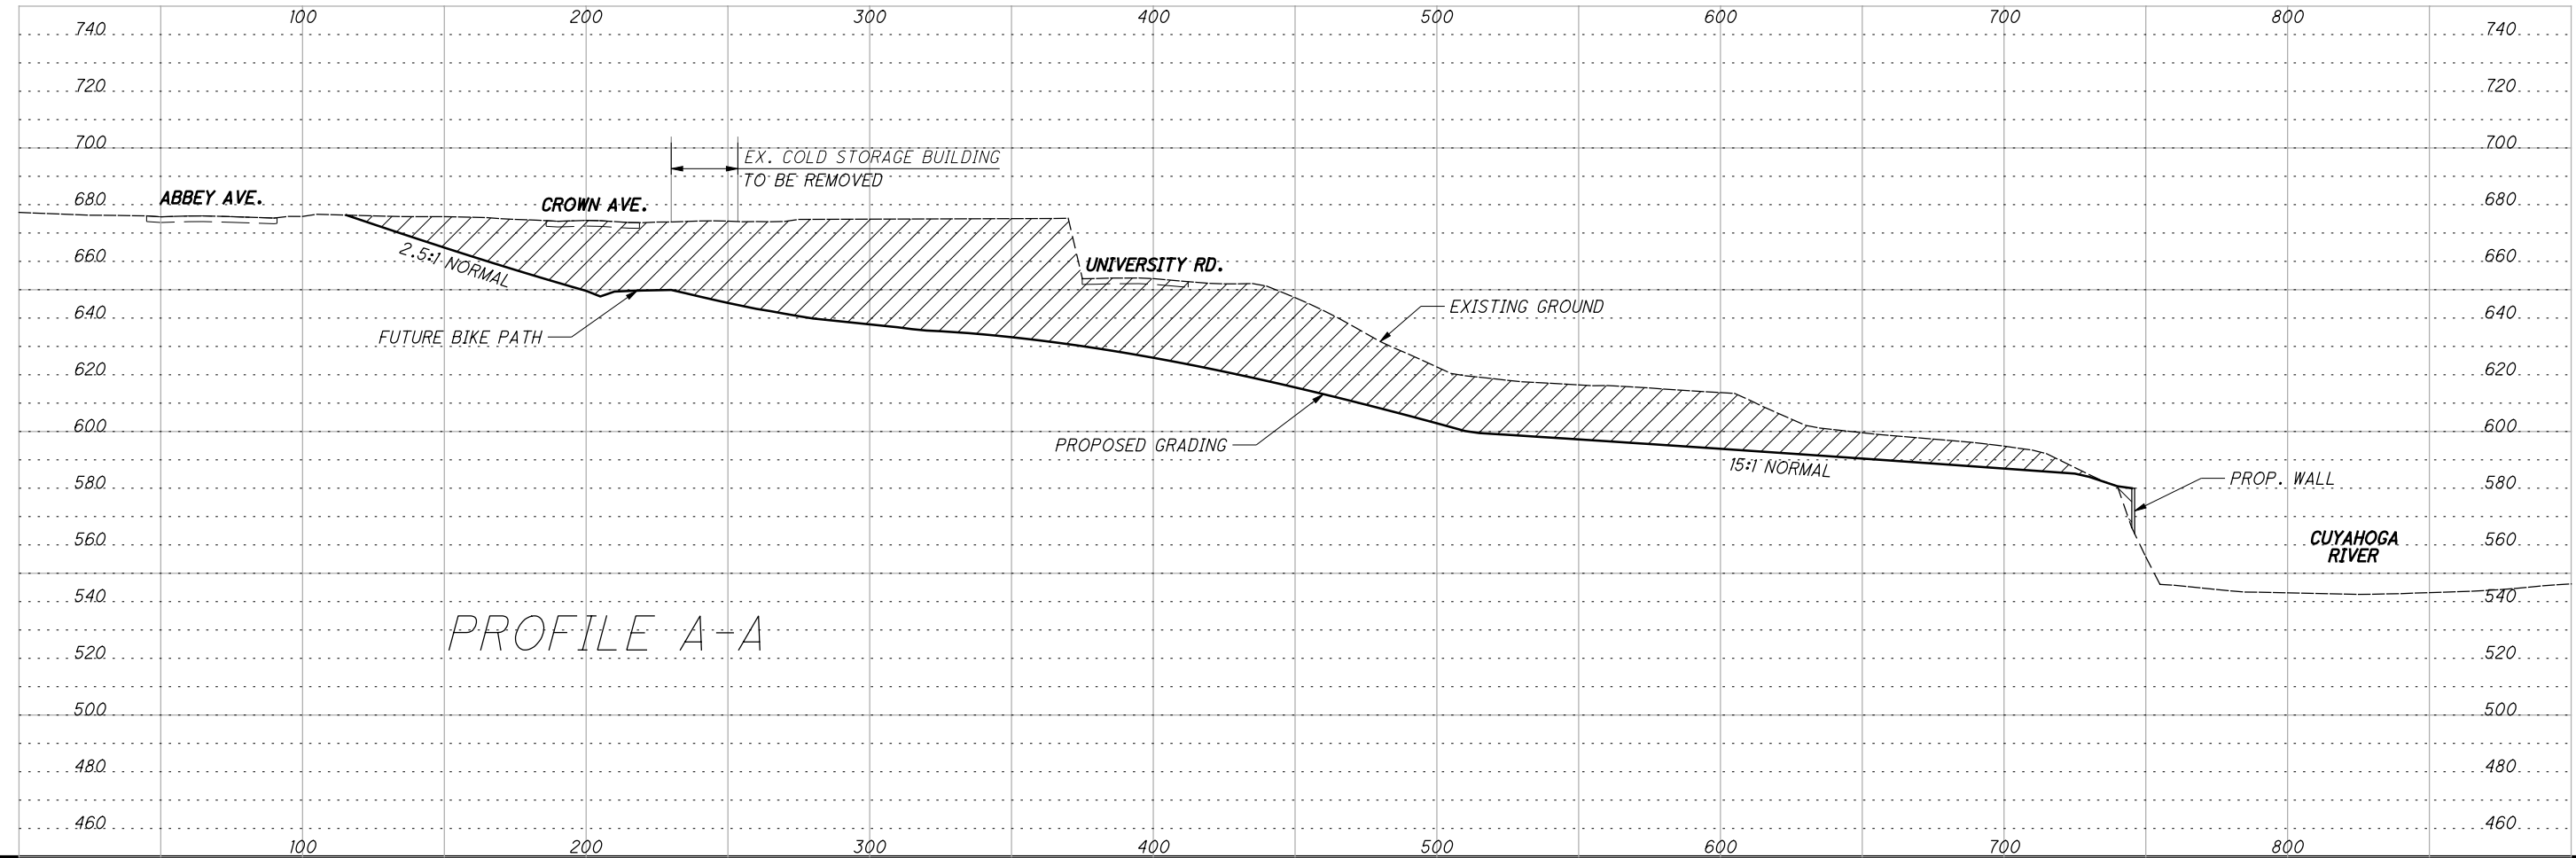 100 200 300 400 500 600 700 800
740 740
720 720
700 700
EX. COLD STORAGE BUILDING
TO BE REMOVED
680 680
ABBEY AVE.
CROWN AVE.
660 660
2.5:1 NORMAL
UNIVERSITY RD.
EXISTING GROUND
640 640
FUTURE BIKE PATH
620 620
600 600
PROPOSED GRADING
15:1 NORMAL
580 580
PROP. WALL
560 560
CUYAHOGA
RIVER
540 540
PROFILE A-A
520 520
500 500
480 480
460 460
100 200 300 400 500 600 700 800